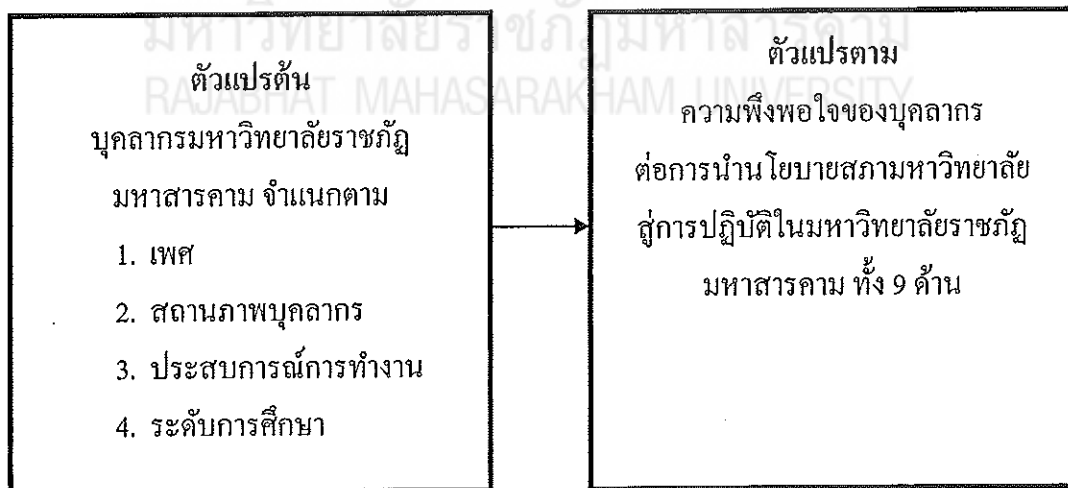 มหาวิทยาลัยราชภัฏมหาสารคาม
RAJABHAT MAHASARAKHAM UNIVERSITY
ตัวแปรต้น
บุคลากรมหาวิทยาลัยราชภัฏ
มหาสารคาม จำแนกตาม
1. เพศ
2. สถานภาพบุคลากร
3. ประสบการณ์การทำงาน
4. ระดับการศึกษา
ตัวแปรตาม
ความพึงพอใจของบุคลากร
ต่อการนำนโยบายสภามหาวิทยาลัย
สู่การปฏิบัติในมหาวิทยาลัยราชภัฏ
มหาสารคาม ทั้ง 9 ด้าน